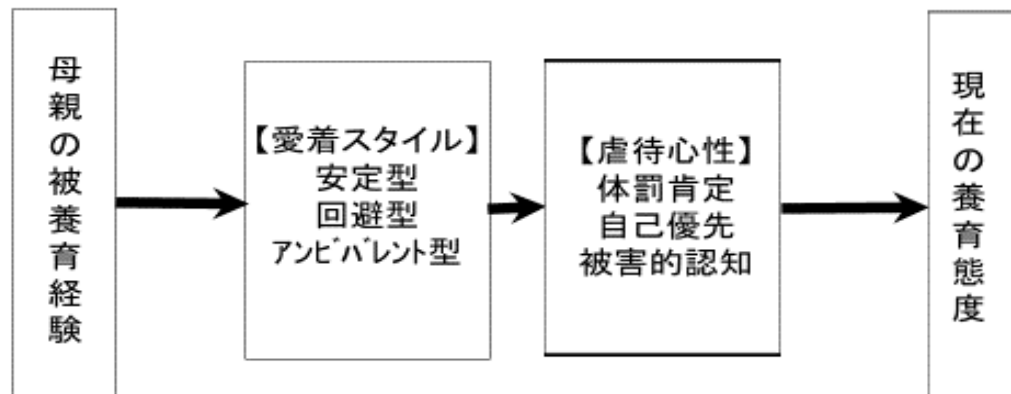 母親の被養育経験
【愛着スタイル】
安定型
回避型
ｱﾝﾋﾞﾊﾞﾚﾝﾄ型
【虐待心性】
体罰肯定
自己優先
被害的認知
現在の養育態度